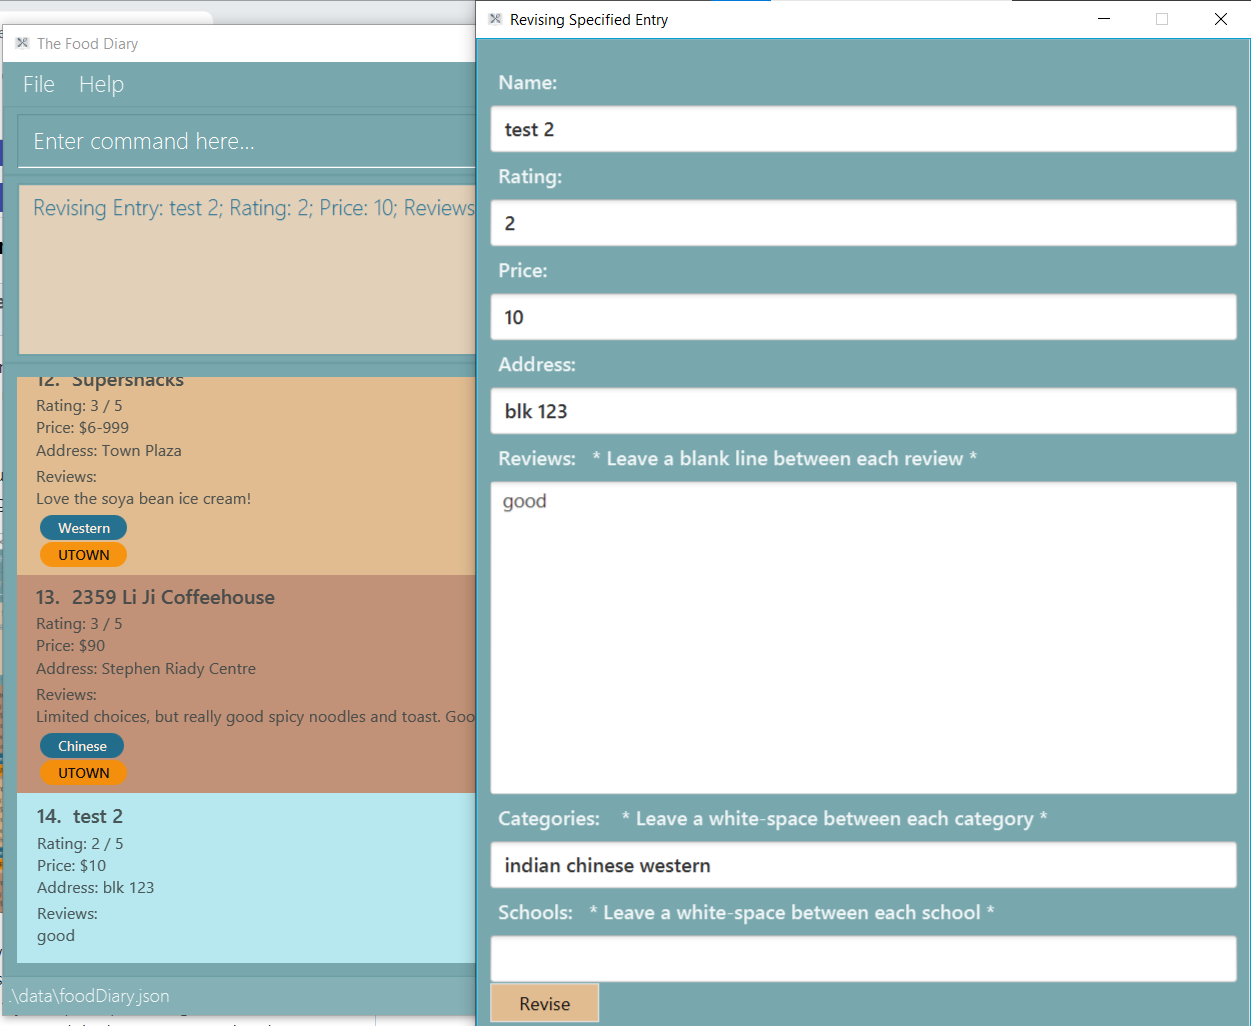 The Food Diary
File Help
Enter command here...
Revising Entry: test 2; Rating: 2; Price: 10; Reviews
12. Supersnacks
Rating: 3 / 5
Price: $6-999
Address: Town Plaza
Reviews:
Love the soya bean ice cream!
Western
UTOWN
13. 2359 Li Ji Coffeehouse
Rating: 3 / 5
Price: $90
Address: Stephen Riady Centre
Reviews:
Limited choices, but really good spicy noodles and toast. Goo
Chinese
UTOWN
14. test 2
Rating: 2 / 5
Price: $10
Address: blk 123
Reviews:
good
.\data\foodDiary.json
Revising Specified Entry
Name:
test 2
Rating:
2
Price:
10
Address:
blk 123
Reviews: * Leave a blank line between each review *
good
Categories: * Leave a white-space between each category *
indian chinese western
Schools: * Leave a white-space between each school *
Revise